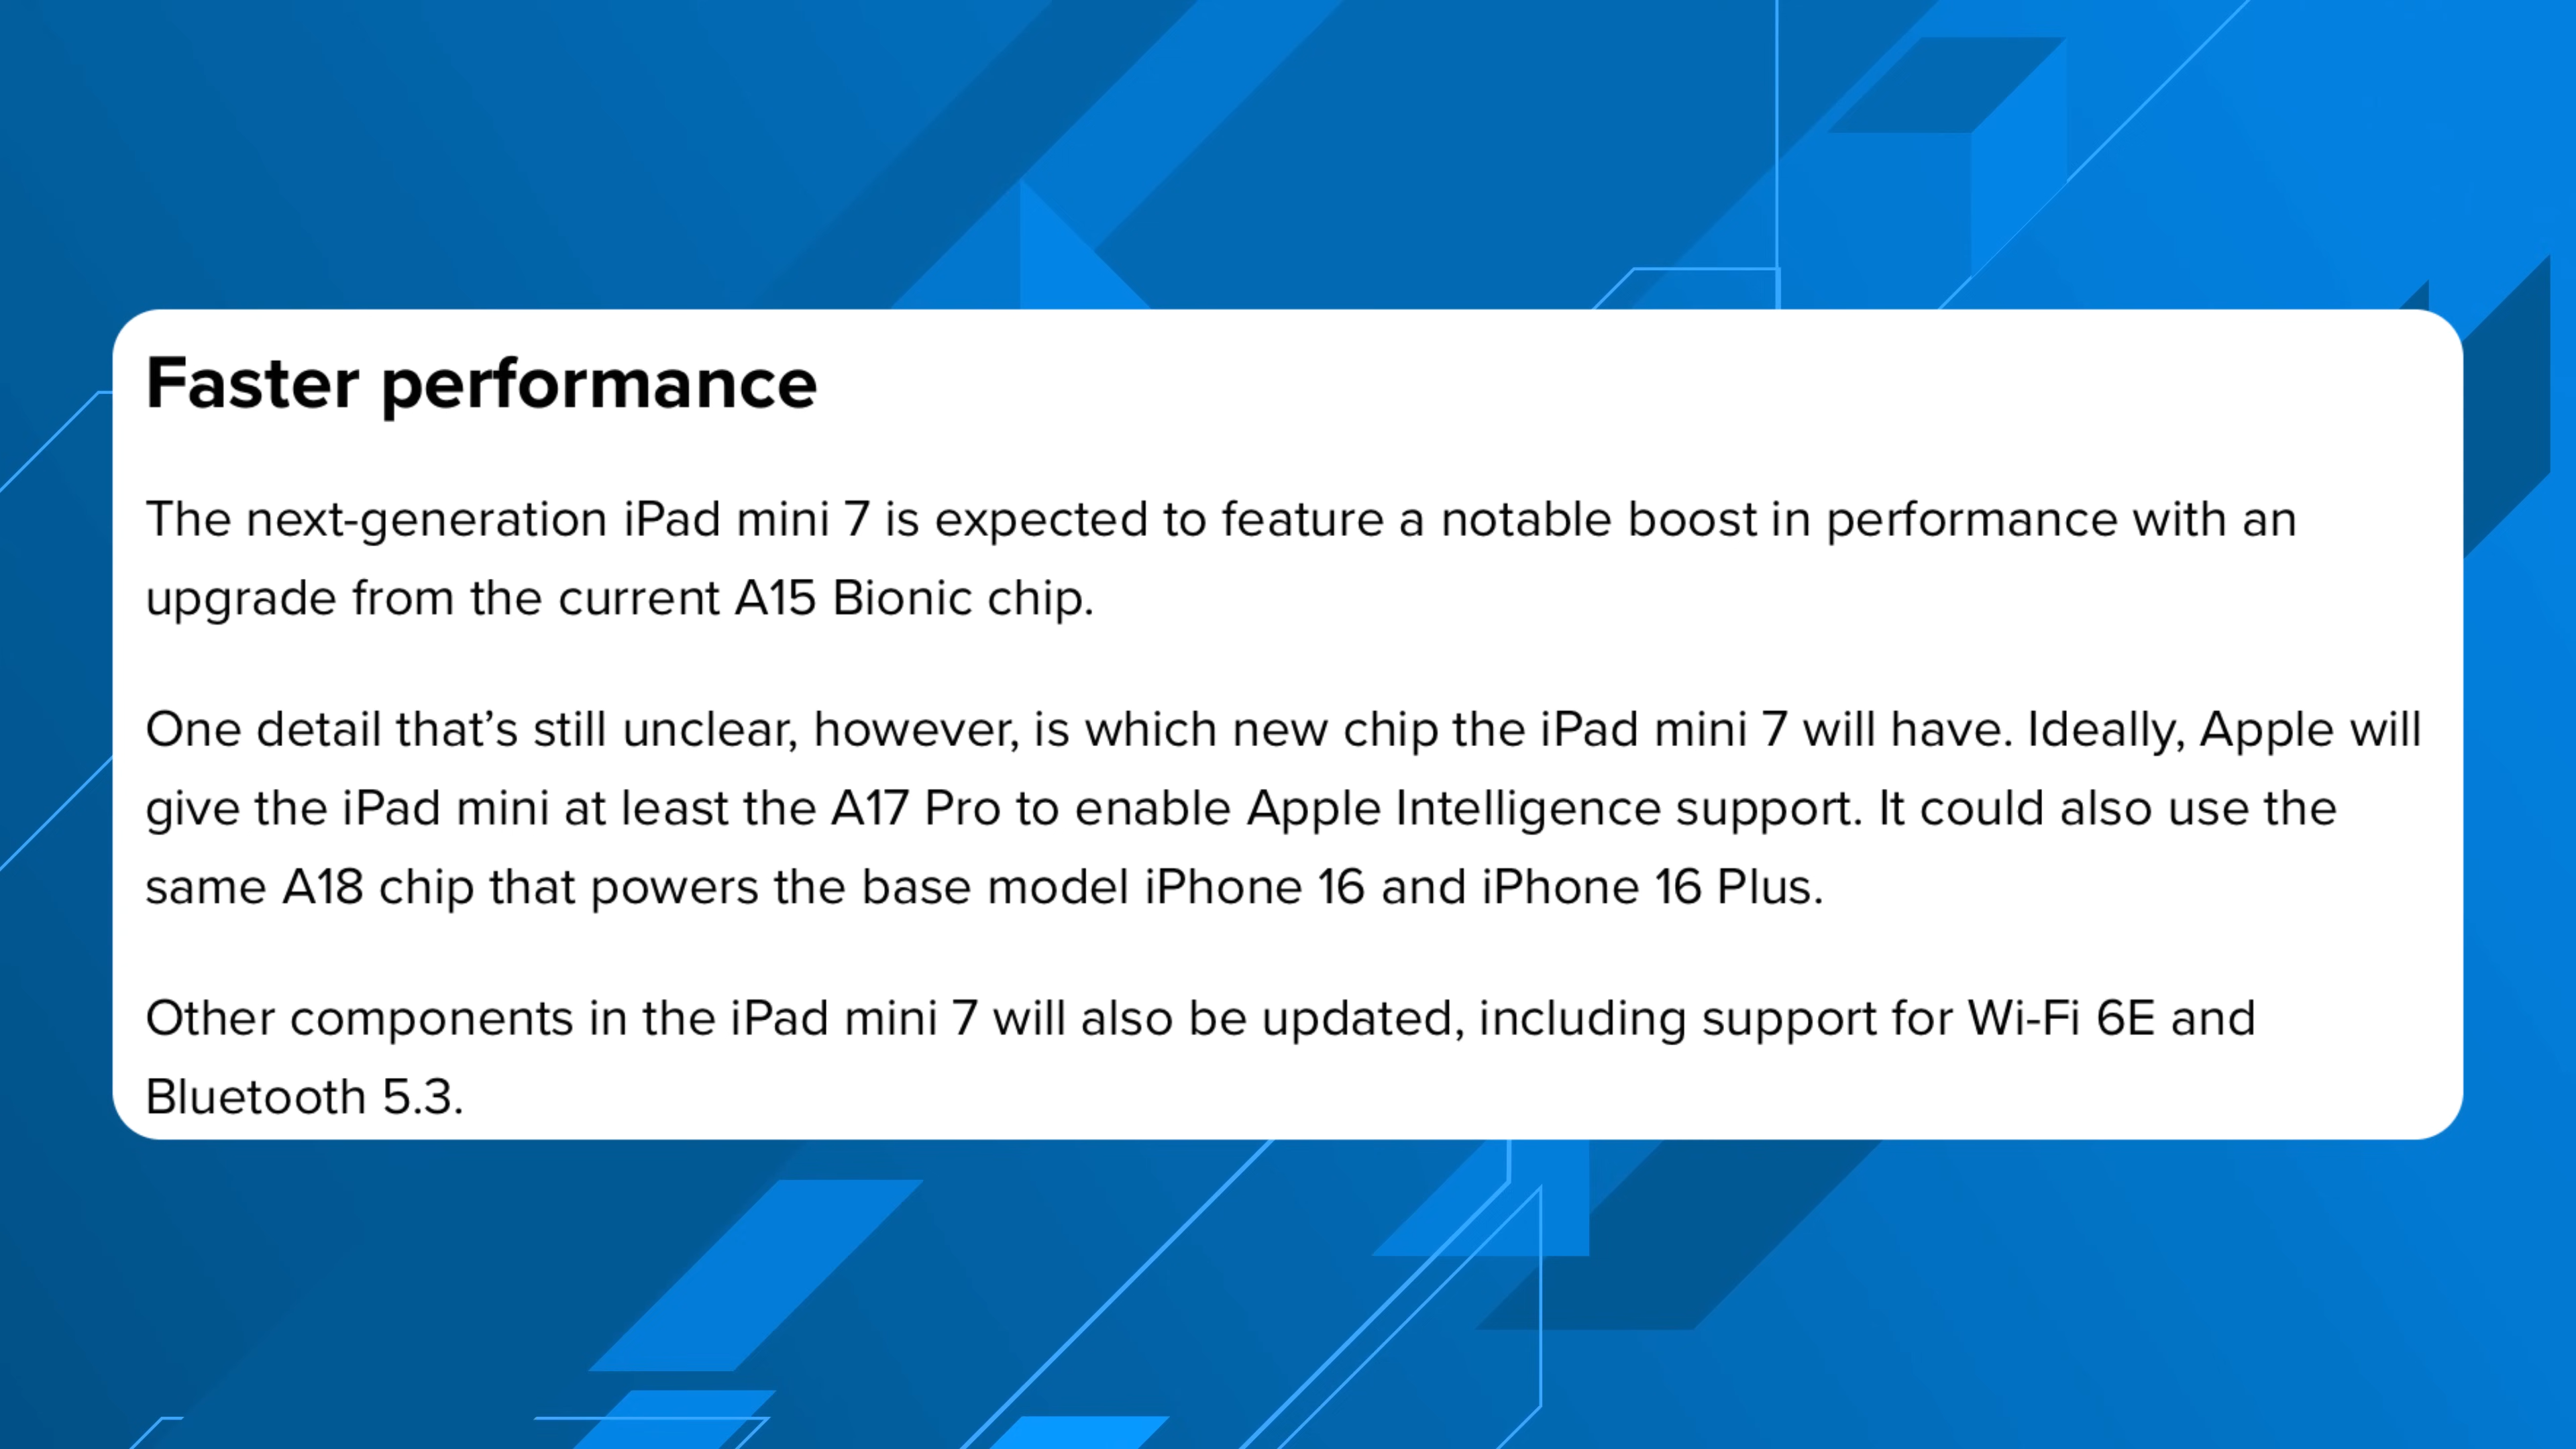 Faster performance
The next-generation iPad mini 7 is expected to feature a notable boost in performance with an
upgrade from the current A15 Bionic chip.
One detail that’s still unclear, however, is which new chip the iPad mini 7 will have. Ideally, Apple will
give the iPad mini at least the A17 Pro to enable Apple Intelligence support. It could also use the
same A18 chip that powers the base model iPhone 16 and iPhone 16 Plus.
Other components in the iPad mini 7 will also be updated, including support for Wi-Fi 6E and
Bluetooth 5.3.